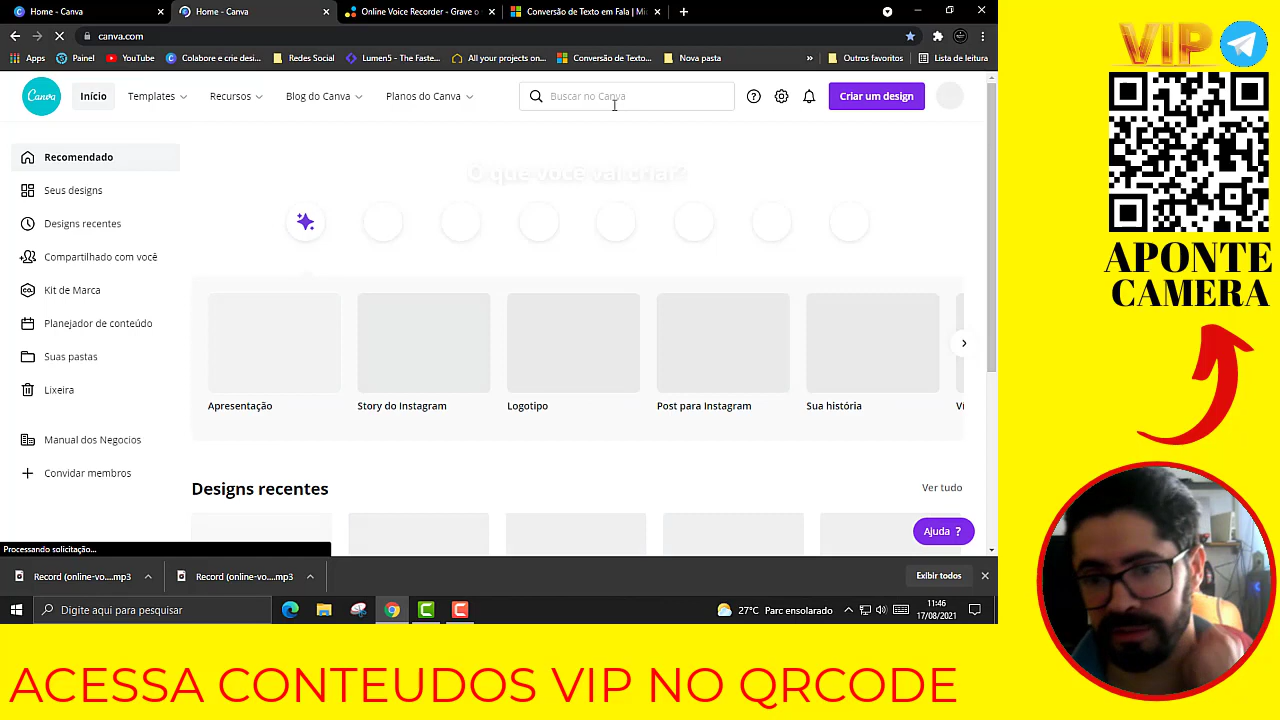 Home - Canva
Home - Canva
Online Voice Recorder - Grave o
Conversão de Texto em Fala | Mic
canva.com
Apps
Painel
YouTube
Colabore e crie desi...
Redes Social
Lumen5 - The Faste...
All your projects on...
Conversão de Texto...
Nova pasta
»
Outros favoritos
Lista de leitura
Canva
Início
Templates
Recursos
Blog do Canva
Planos do Canva
Buscar no Canva
Criar um design
Recomendado
Seus designs
Designs recentes
Compartilhado com você
Kit de Marca
Planejador de conteúdo
Suas pastas
Lixeira
Manual dos Negocios
Convidar membros
O que você vai criar?
Apresentação
Story do Instagram
Logotipo
Post para Instagram
Sua história
Ví
Designs recentes
Ver tudo
Ajuda ?
Processando solicitação...
Record (online-vo....mp3
Record (online-vo....mp3
Exibir todos
Digite aqui para pesquisar
27°C Parc ensolarado
11:46
17/08/2021
VIP
APONTE
CAMERA
ACESSA CONTEUDOS VIP NO QRCODE